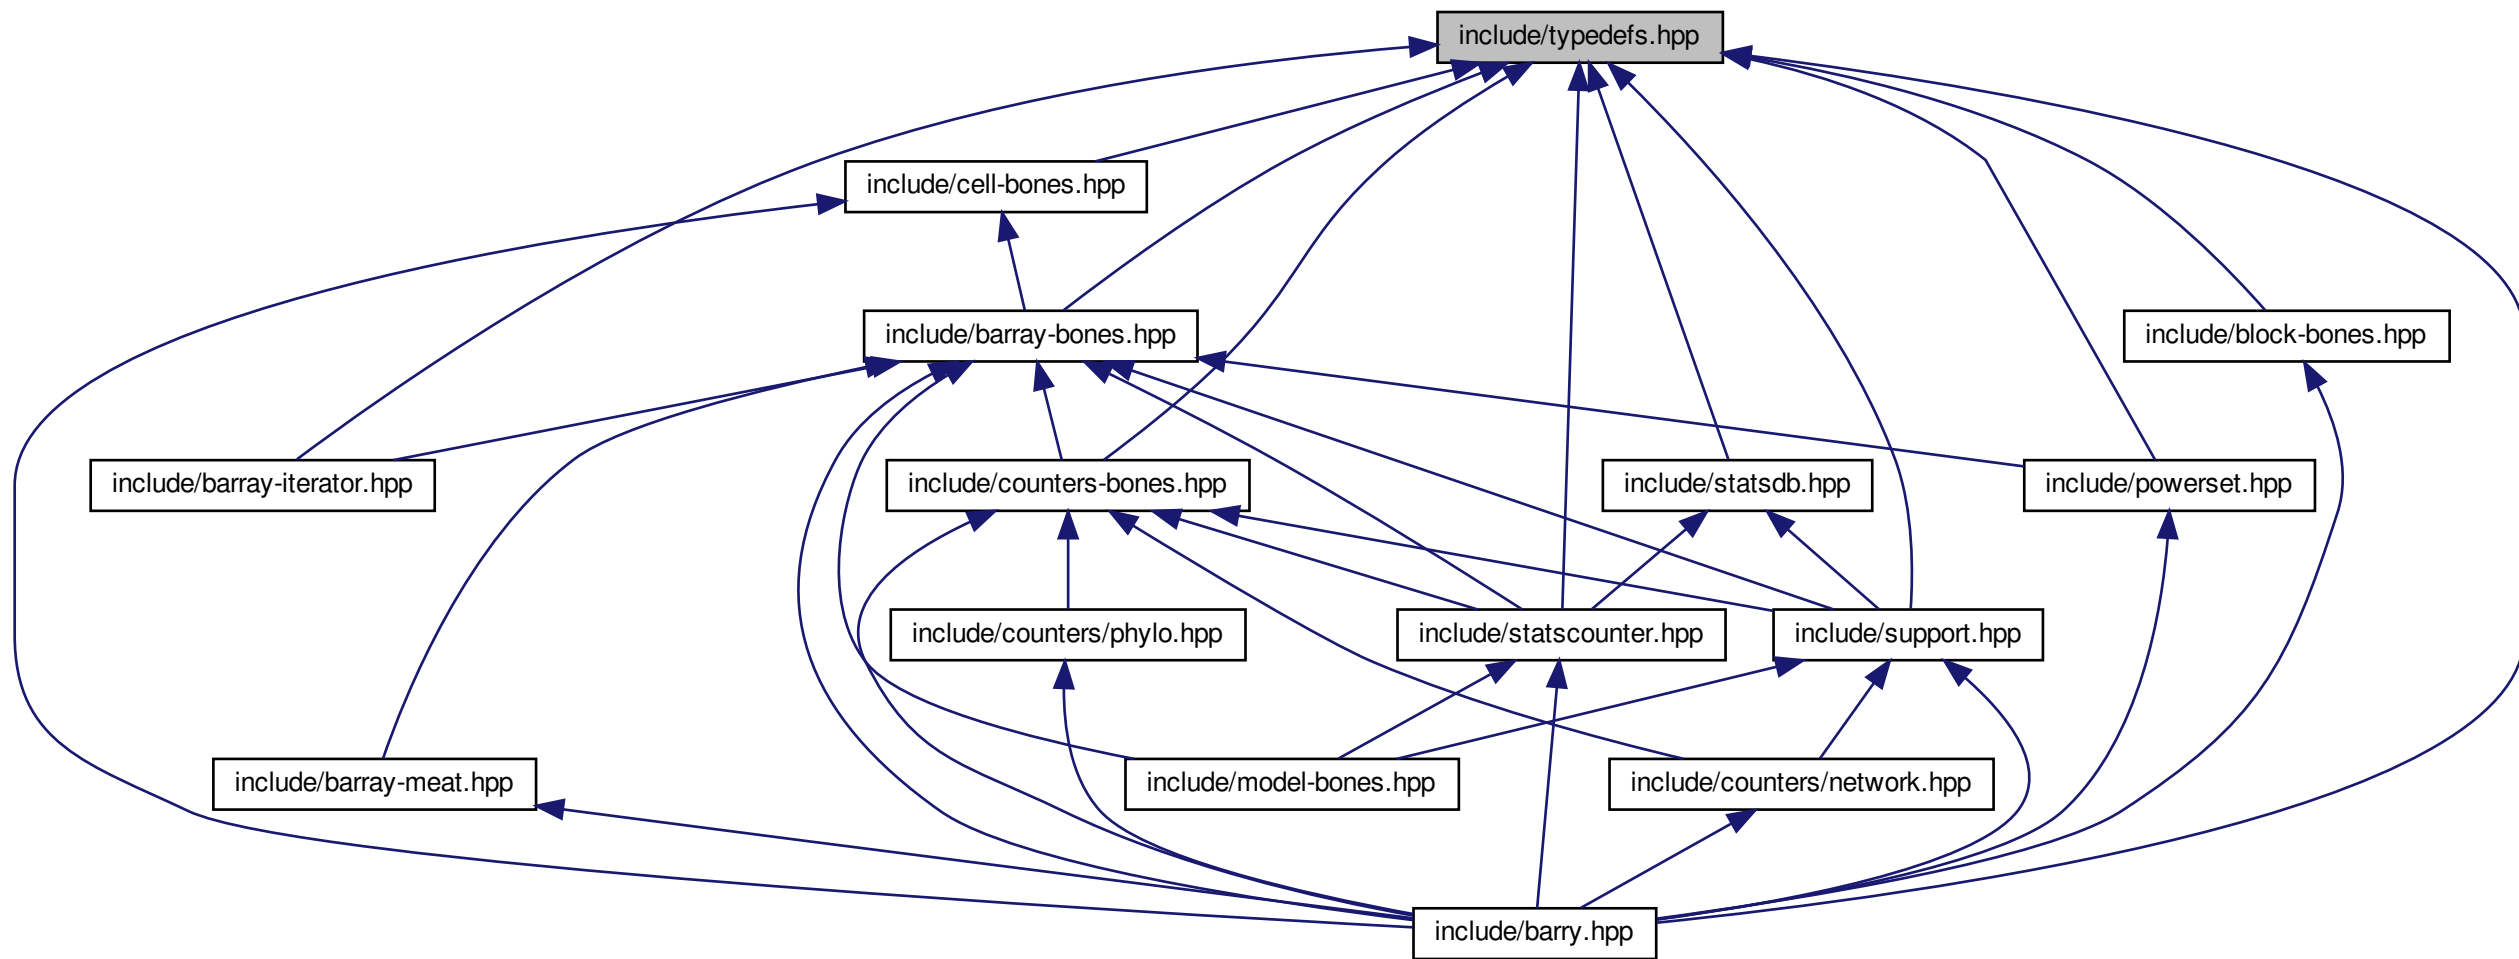 include/typedefs.hpp
include/cell-bones.hpp
include/barray-bones.hpp
include/block-bones.hpp
include/barray-iterator.hpp
include/counters-bones.hpp
include/statsdb.hpp
include/powerset.hpp
include/counters/phylo.hpp
include/statscounter.hpp
include/support.hpp
include/barray-meat.hpp
include/model-bones.hpp
include/counters/network.hpp
include/barry.hpp